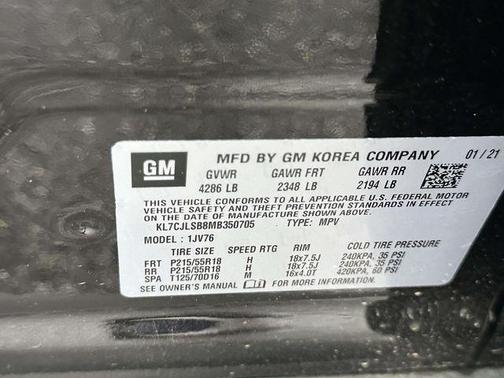 GM MFD BY GM KOREA COMPANY 01/21
GVWR GAWR FRT GAWR RR
4286 LB 2348 LB 2194 LB
THIS VEHICLE CONFORMS TO ALL APPLICABLE U.S. FEDERAL MOTOR
VEHICLE SAFETY AND THEFT PREVENTION STANDARDS IN EFFECT
ON THE DATE OF MANUFACTURE SHOWN ABOVE.
KL7CJLSB8MB350705 TYPE: MPV
MODEL: 1JV76
TIRE SIZE SPEED RTG RIM COLD TIRE PRESSURE
FRT P215/55R18 H 18x7.5J 240KPA, 35 PSI
RR P215/55R18 H 18x7.5J 240KPA, 35 PSI
SPA T125/70D16 M 16x4.0T 420KPA, 60 PSI
SEE OWNER'S MANUAL FOR MORE INFORMATION.